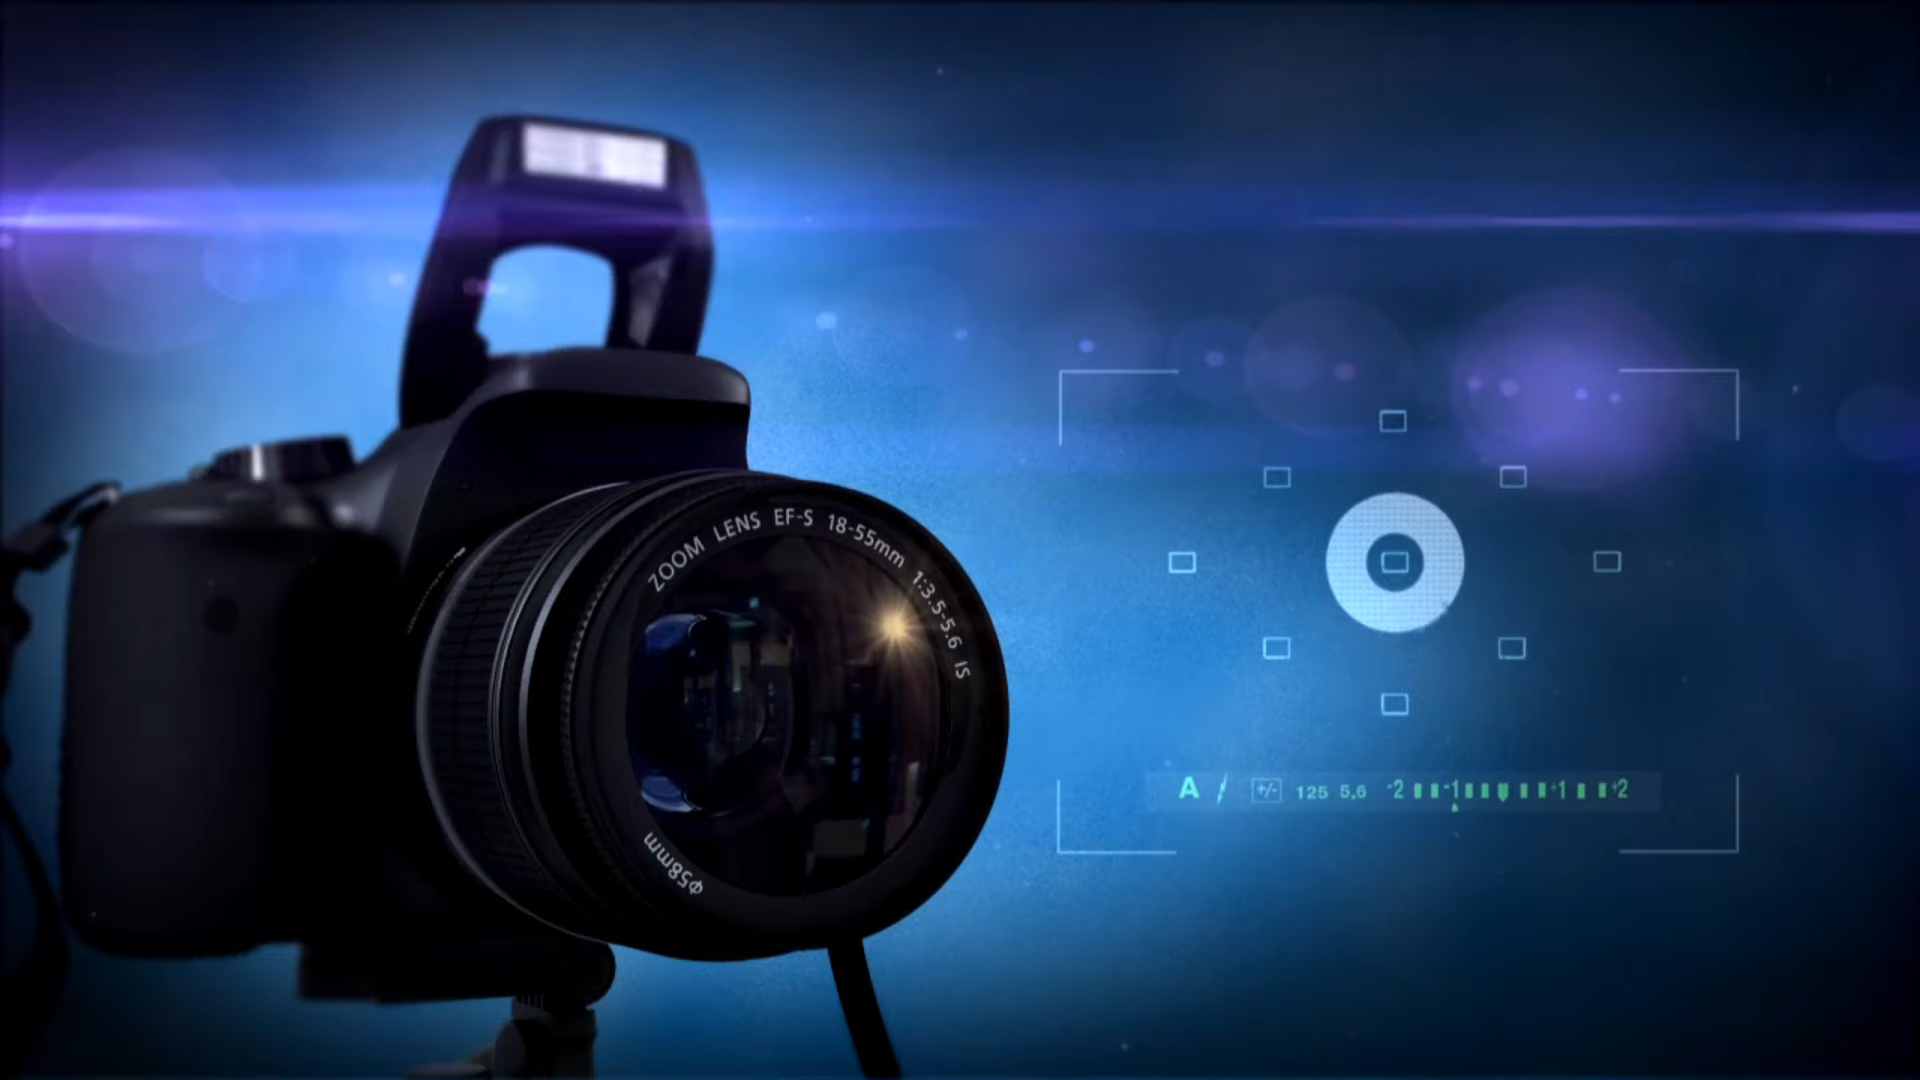 ZOOM LENS EF-S 18-55mm 1:3.5-5.6 IS
φ58mm
A +/- 125 5,6 -2 -1 +1 +2